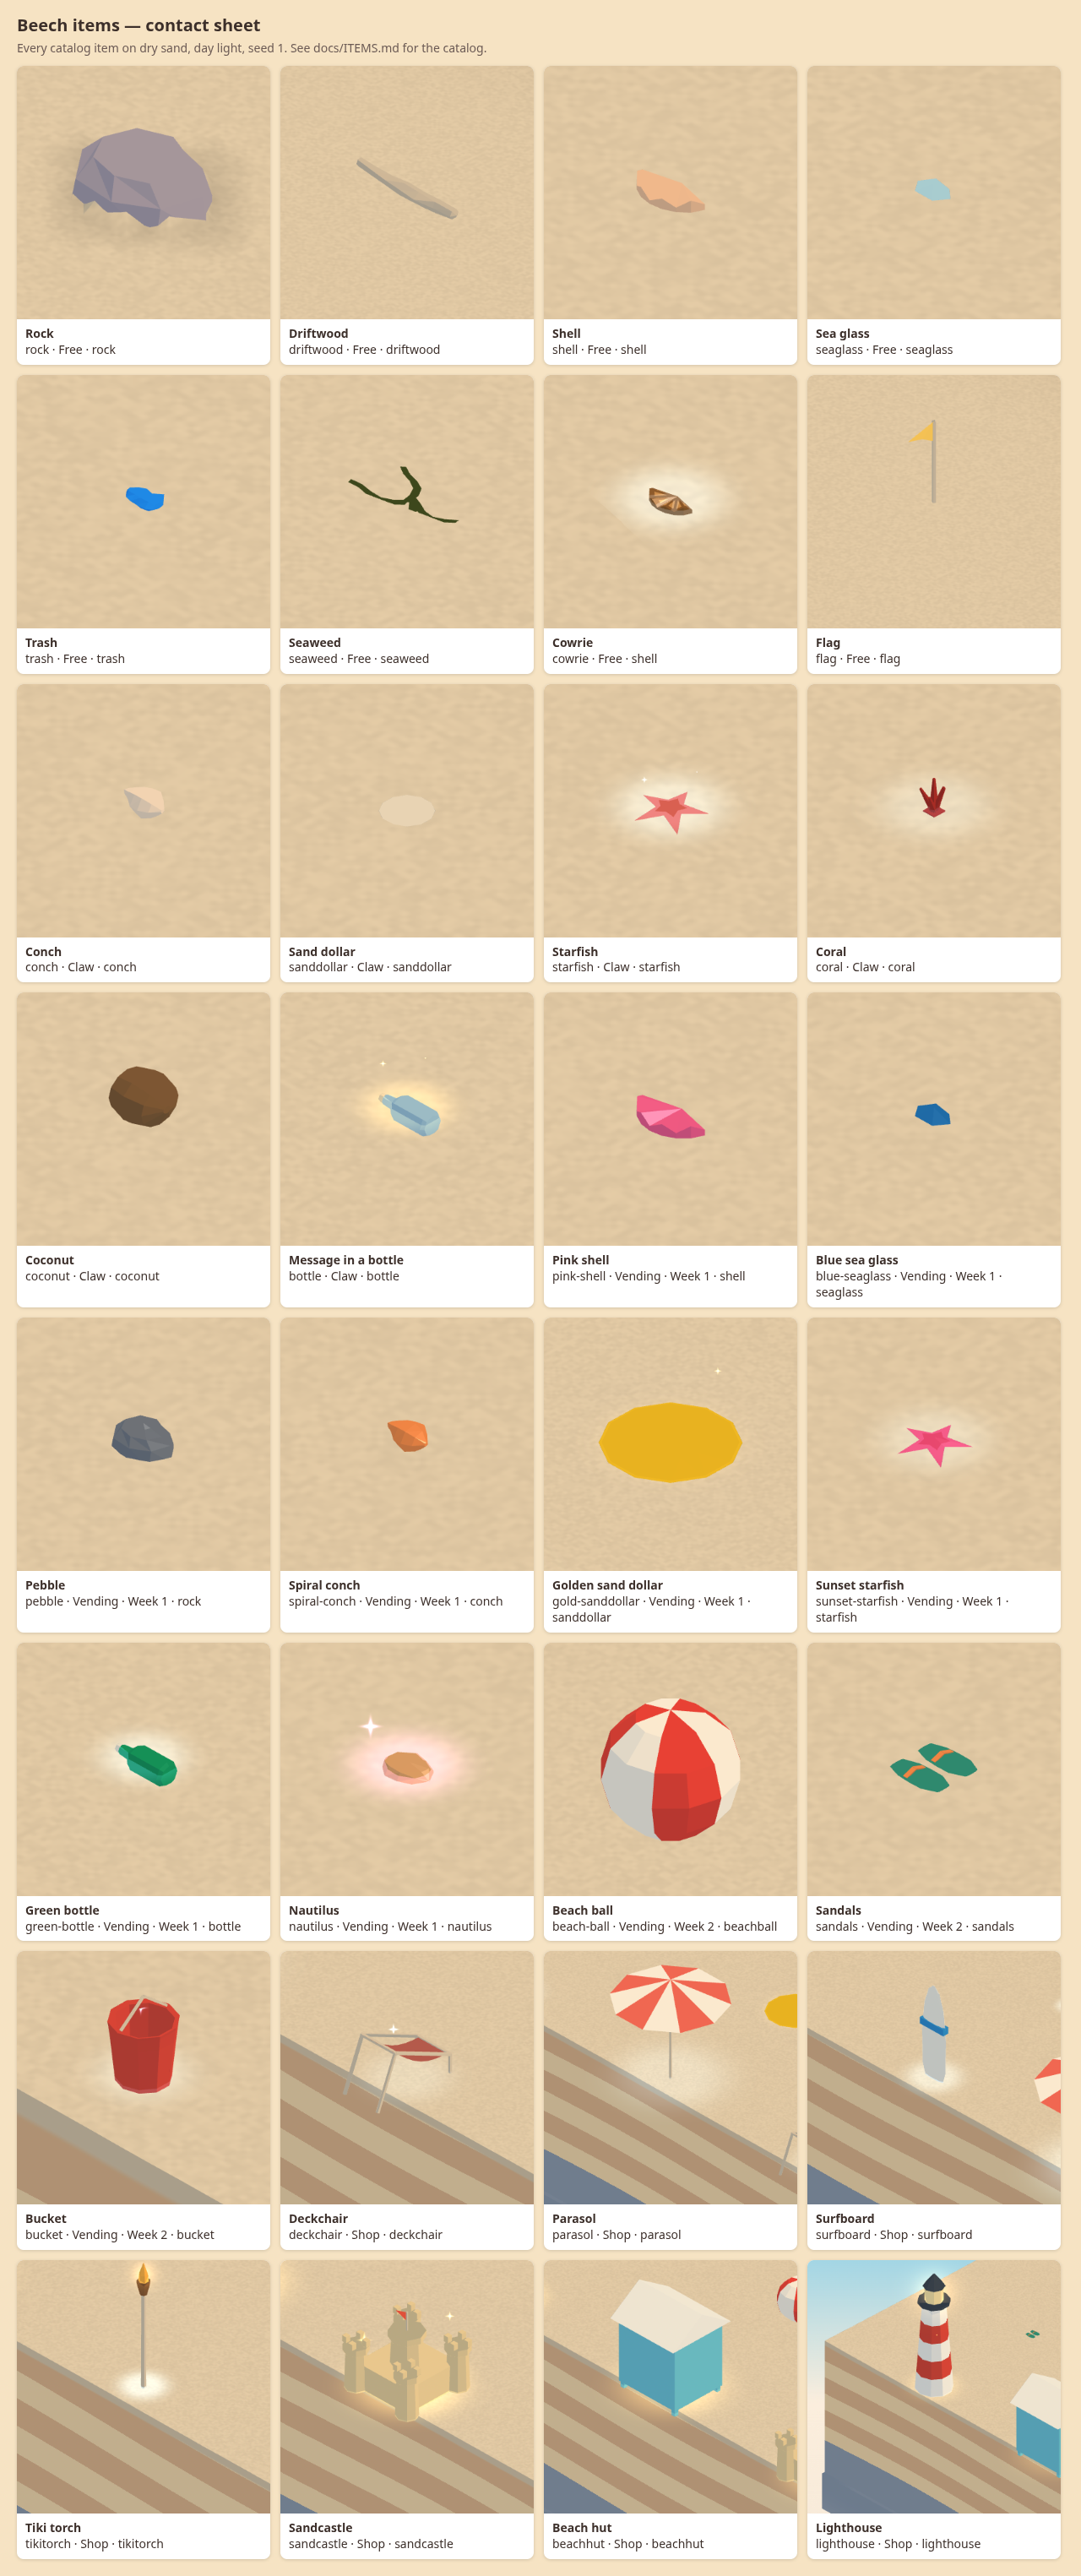 Beech items — contact sheet
Every catalog item on dry sand, day light, seed 1. See docs/ITEMS.md for the catalog.
Rock
rock · Free · rock
Driftwood
driftwood · Free · driftwood
Shell
shell · Free · shell
Sea glass
seaglass · Free · seaglass
Trash
trash · Free · trash
Seaweed
seaweed · Free · seaweed
Cowrie
cowrie · Free · shell
Flag
flag · Free · flag
Conch
conch · Claw · conch
Sand dollar
sanddollar · Claw · sanddollar
Starfish
starfish · Claw · starfish
Coral
coral · Claw · coral
Coconut
coconut · Claw · coconut
Message in a bottle
bottle · Claw · bottle
Pink shell
pink-shell · Vending · Week 1 · shell
Blue sea glass
blue-seaglass · Vending · Week 1 ·
seaglass
Pebble
pebble · Vending · Week 1 · rock
Spiral conch
spiral-conch · Vending · Week 1 · conch
Golden sand dollar
gold-sanddollar · Vending · Week 1 ·
sanddollar
Sunset starfish
sunset-starfish · Vending · Week 1 ·
starfish
Green bottle
green-bottle · Vending · Week 1 · bottle
Nautilus
nautilus · Vending · Week 1 · nautilus
Beach ball
beach-ball · Vending · Week 2 · beachball
Sandals
sandals · Vending · Week 2 · sandals
Bucket
bucket · Vending · Week 2 · bucket
Deckchair
deckchair · Shop · deckchair
Parasol
parasol · Shop · parasol
Surfboard
surfboard · Shop · surfboard
Tiki torch
tikitorch · Shop · tikitorch
Sandcastle
sandcastle · Shop · sandcastle
Beach hut
beachhut · Shop · beachhut
Lighthouse
lighthouse · Shop · lighthouse